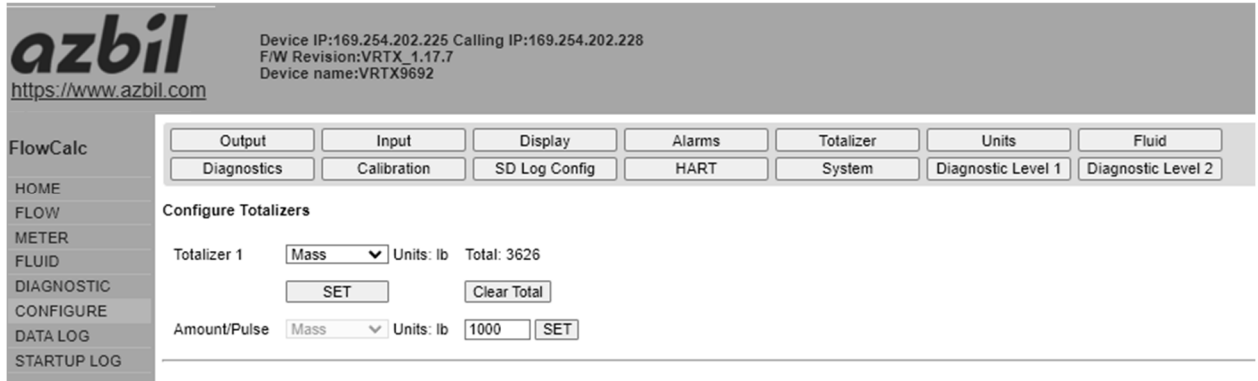 azbil
https://www.azbil.com
Device IP:169.254.202.225 Calling IP:169.254.202.228
F/W Revision:VRTX_1.17.7
Device name:VRTX9692
FlowCalc
HOME
FLOW
METER
FLUID
DIAGNOSTIC
CONFIGURE
DATA LOG
STARTUP LOG
Output Input Display Alarms Totalizer Units Fluid
Diagnostics Calibration SD Log Config HART System Diagnostic Level 1 Diagnostic Level 2
Configure Totalizers
Totalizer 1 Mass Units: lb Total: 3626
SET Clear Total
Amount/Pulse Mass Units: lb 1000 SET